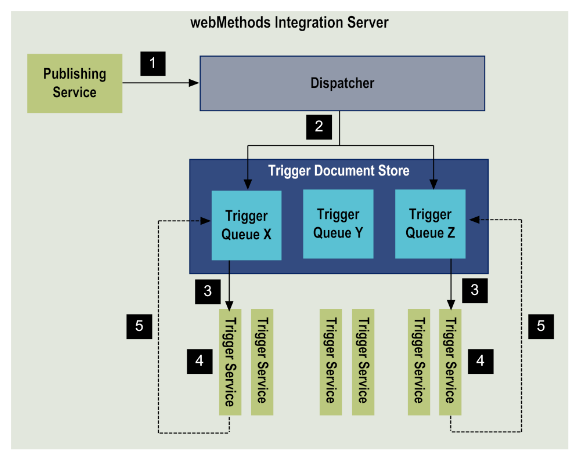 webMethods Integration Server
1
Publishing
Service
Dispatcher
2
Trigger Document Store
Trigger
Queue X
Trigger
Queue Y
Trigger
Queue Z
3
3
5
5
4
4
Trigger Service
Trigger Service
Trigger Service
Trigger Service
Trigger Service
Trigger Service